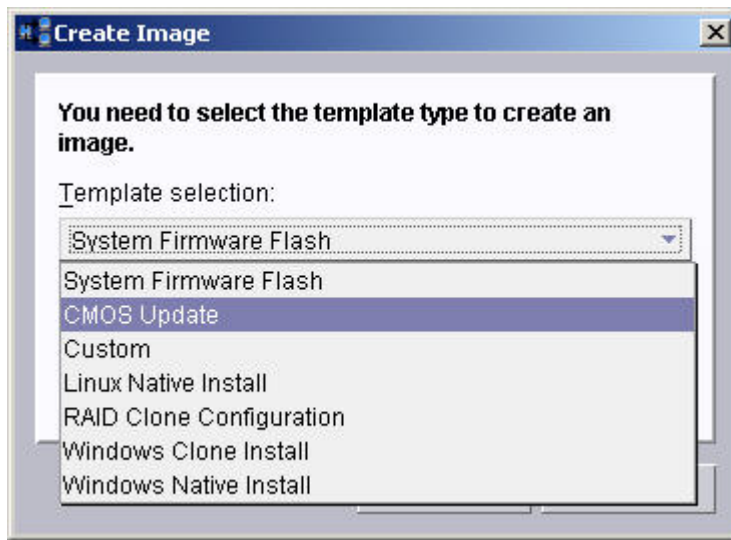 Create Image
You need to select the template type to create an
image.
Template selection:
System Firmware Flash
System Firmware Flash
CMOS Update
Custom
Linux Native Install
RAID Clone Configuration
Windows Clone Install
Windows Native Install